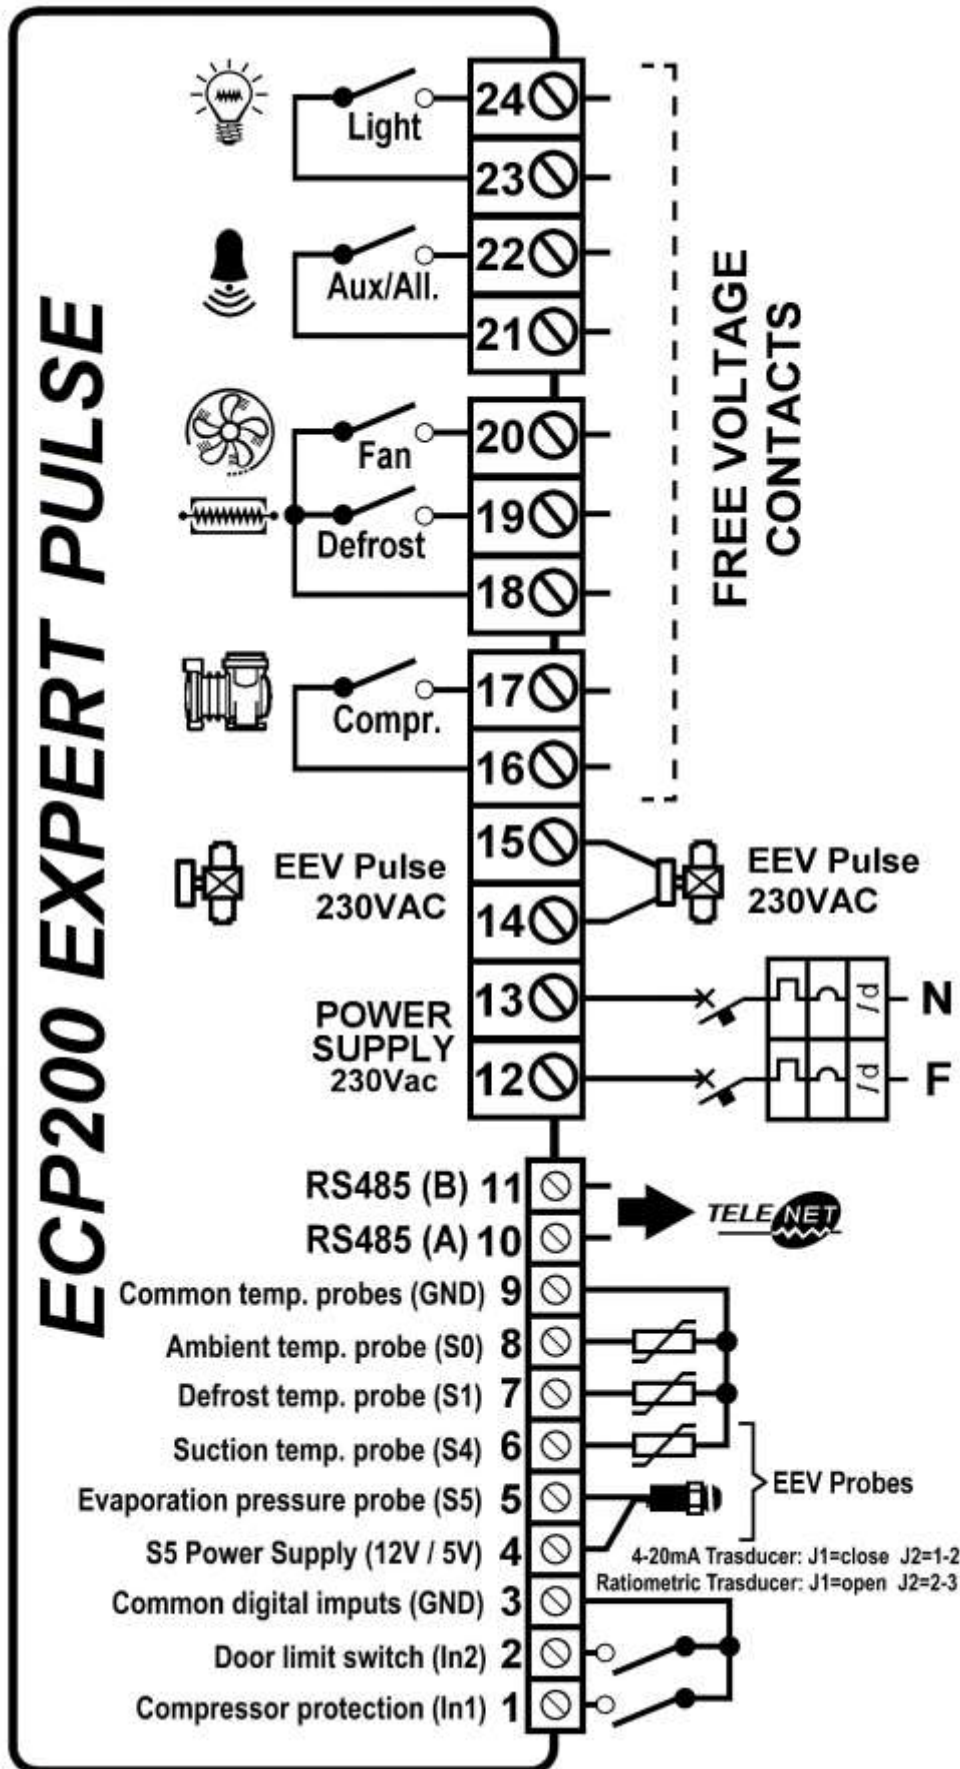 ECP200 EXPERT PULSE
Light
24
23
Aux/All.
22
21
Fan
20
Defrost
19
18
Compr.
17
16
FREE VOLTAGE
CONTACTS
15
14
EEV Pulse
230VAC
EEV Pulse
230VAC
POWER
SUPPLY
230Vac
13
N
12
F
I>
I>
RS485 (B) 11
RS485 (A) 10
TELE NET
Common temp. probes (GND) 9
Ambient temp. probe (S0) 8
Defrost temp. probe (S1) 7
Suction temp. probe (S4) 6
Evaporation pressure probe (S5) 5
EEV Probes
S5 Power Supply (12V / 5V) 4
4-20mA Trasducer: J1=close J2=1-2
Ratiometric Trasducer: J1=open J2=2-3
Common digital imputs (GND) 3
Door limit switch (In2) 2
Compressor protection (In1) 1